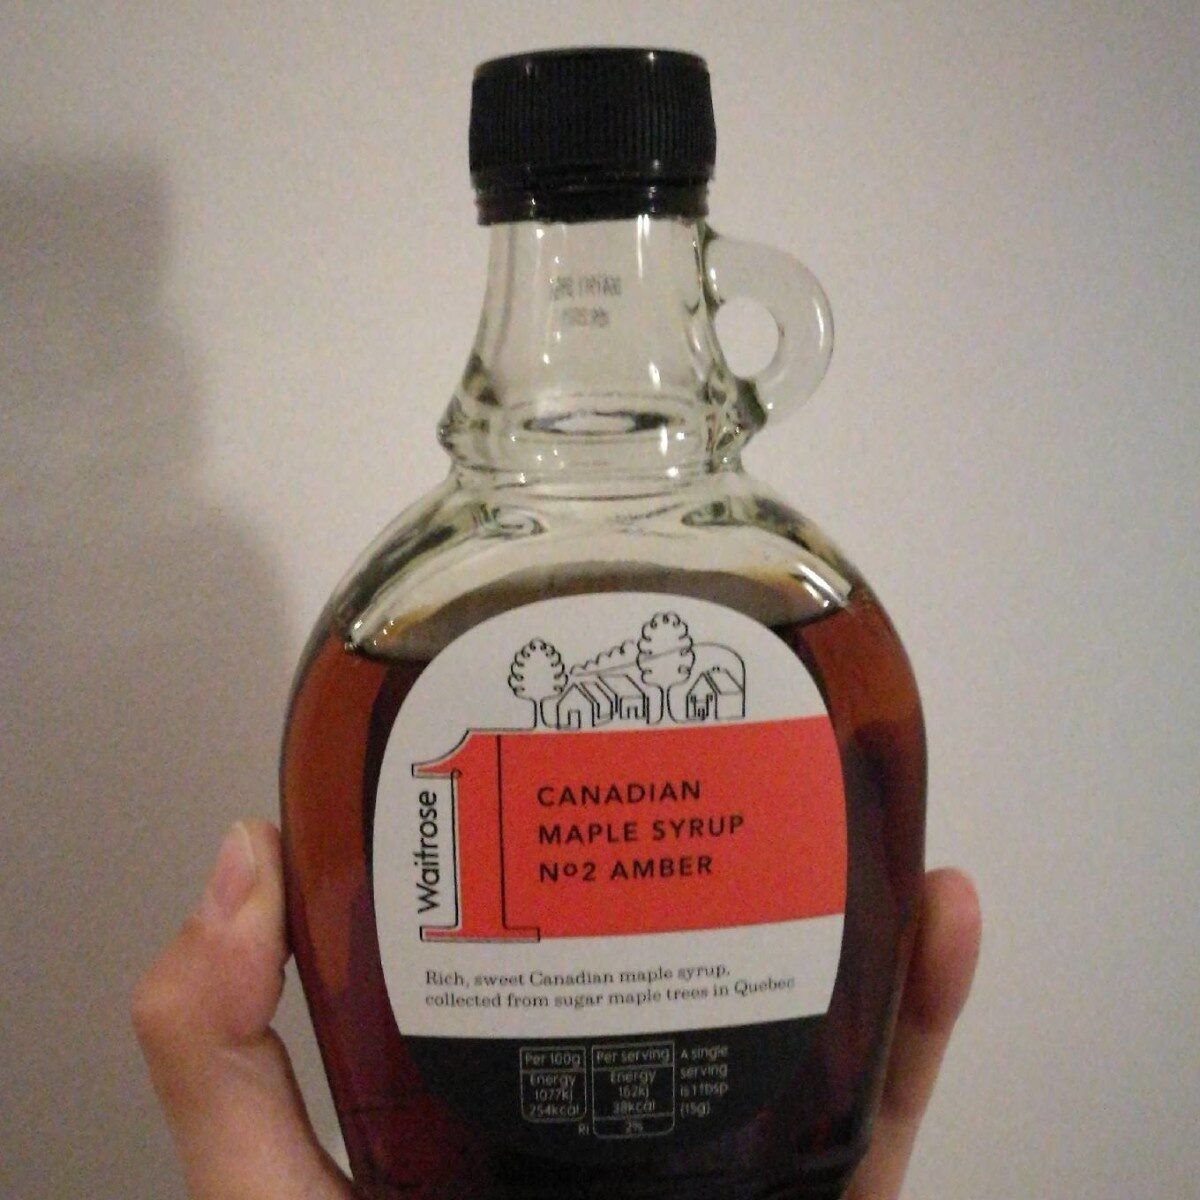 Waitrose
1
CANADIAN
MAPLE SYRUP
Nº2 AMBER
Rich, sweet Canadian maple syrup,
collected from sugar maple trees in Quebec
Per 100g
Energy
1077kJ
254kcal
Per serving
Energy
162kJ
38kcal
RI 2%
A single
serving
is 1 tbsp
(15g)